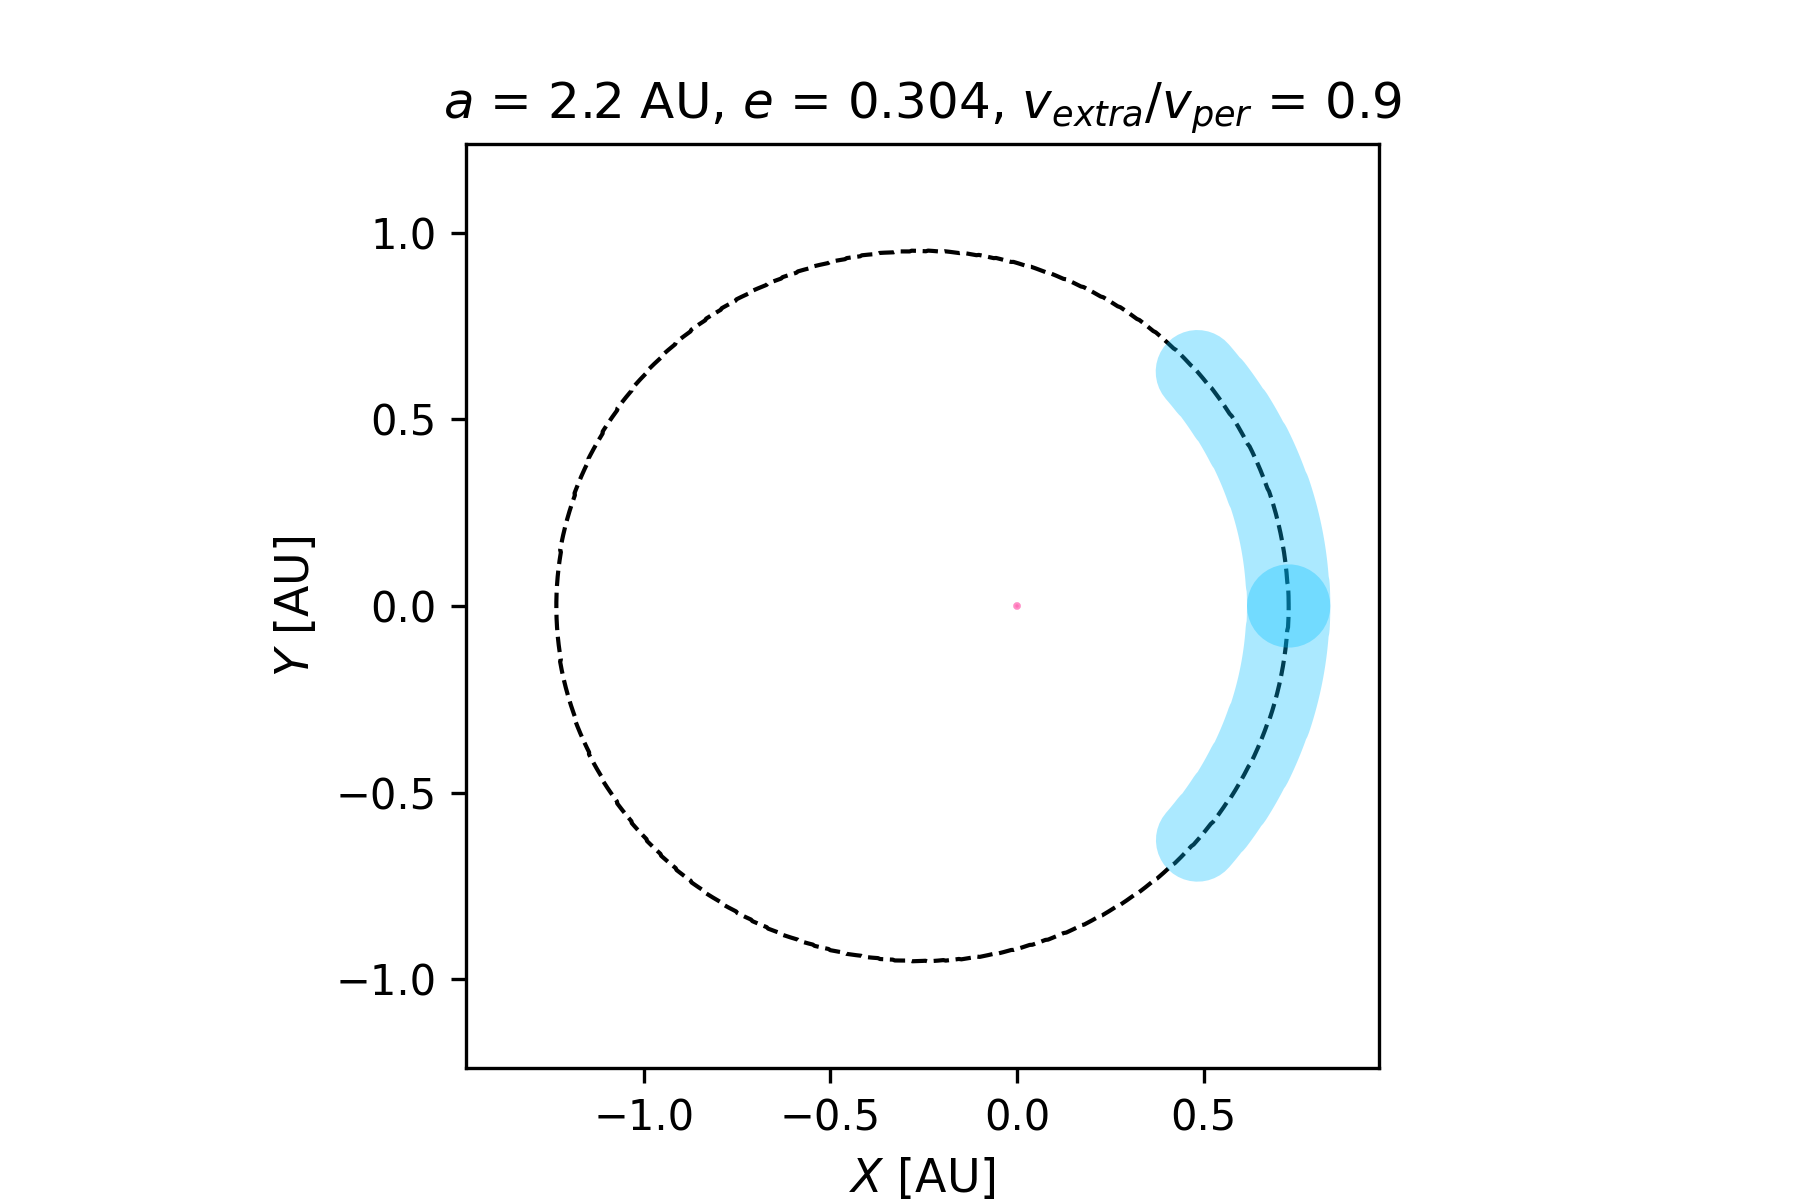 a = 2.2 AU, e = 0.304, v_extra/v_per = 0.9
1.0
0.5
0.0
−0.5
−1.0
Y [AU]
−1.0 −0.5 0.0 0.5
X [AU]